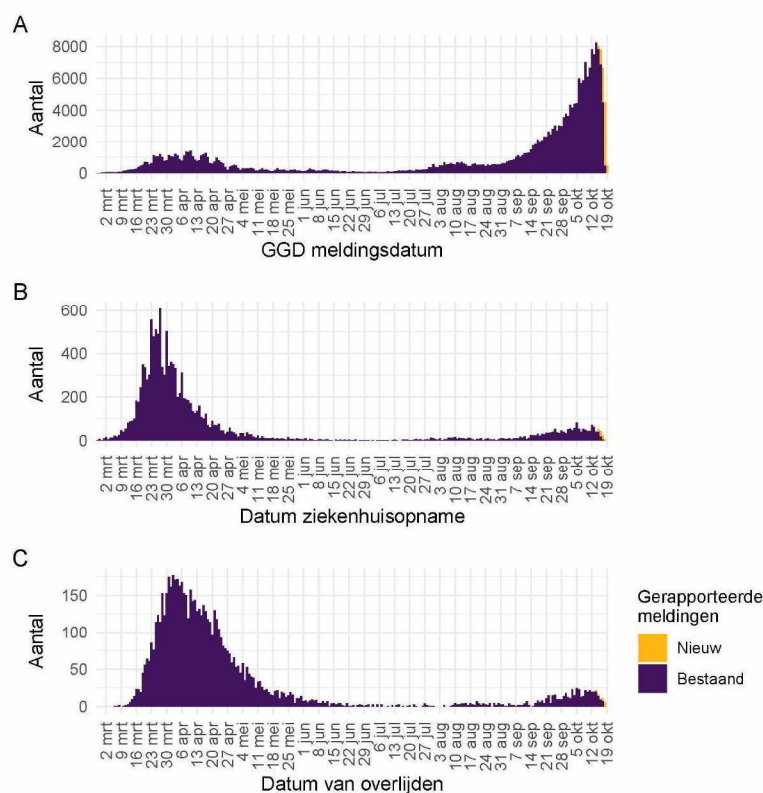 A
8000
6000
4000
2000
0
Aantal
2 mrt
9 mrt
16 mrt
23 mrt
30 mrt
6 apr
13 apr
20 apr
27 apr
4 mei
11 mei
18 mei
25 mei
1 jun
8 jun
15 jun
22 jun
29 jun
6 jul
13 jul
20 jul
27 jul
3 aug
10 aug
17 aug
24 aug
31 aug
7 sep
14 sep
21 sep
28 sep
5 okt
12 okt
19 okt
GGD meldingsdatum
B
600
400
200
0
Aantal
2 mrt
9 mrt
16 mrt
23 mrt
30 mrt
6 apr
13 apr
20 apr
27 apr
4 mei
11 mei
18 mei
25 mei
1 jun
8 jun
15 jun
22 jun
29 jun
6 jul
13 jul
20 jul
27 jul
3 aug
10 aug
17 aug
24 aug
31 aug
7 sep
14 sep
21 sep
28 sep
5 okt
12 okt
19 okt
Datum ziekenhuisopname
C
150
100
50
0
Aantal
2 mrt
9 mrt
16 mrt
23 mrt
30 mrt
6 apr
13 apr
20 apr
27 apr
4 mei
11 mei
18 mei
25 mei
1 jun
8 jun
15 jun
22 jun
29 jun
6 jul
13 jul
20 jul
27 jul
3 aug
10 aug
17 aug
24 aug
31 aug
7 sep
14 sep
21 sep
28 sep
5 okt
12 okt
19 okt
Datum van overlijden
Gerapporteerde
meldingen
Nieuw
Bestaand